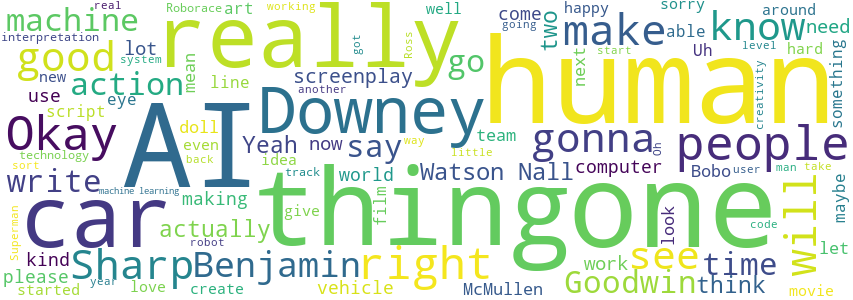 Roborace art well working come happy sorry around real
machine really two make able know need
interpretation good lot got Ross go Uh level hard
new action mean line screenplay next going start
use eye human something
script AI Downey creativity
Okay doll Yeah now say team gonna people
technology even another way
sort back idea little computer oh
write machine learning track world Watson Nall Bobo user man take
car thing one will maybe
making give film look code
Superman actually
kind Sharp Benjamin right see time let
please robot work
started year love create vehicle McMullen Goodwin think movie
system